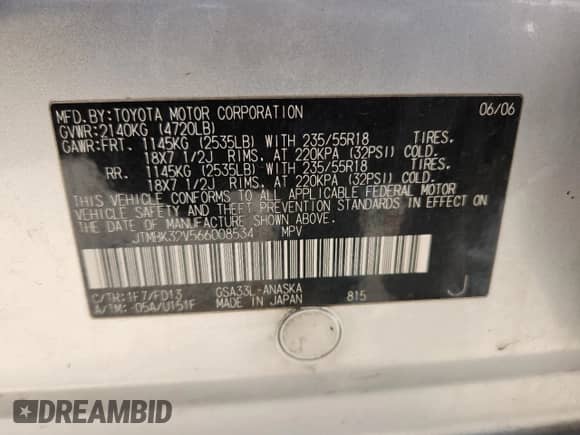 MFD.BY:TOYOTA MOTOR CORPORATION 06/06
GVWR:2140KG (4720LB)
GAWR:FRT. 1145KG (2535LB) WITH 235/55R18 TIRES.
18X7 1/2J RIMS. AT 220KPA (32PSI) COLD.
RR. 1145KG (2535LB) WITH 235/55R18 TIRES.
18X7 1/2J RIMS. AT 220KPA (32PSI) COLD.
THIS VEHICLE CONFORMS TO ALL APPLICABLE FEDERAL MOTOR
VEHICLE SAFETY AND THEFT PREVENTION STANDARDS IN EFFECT ON
THE DATE OF MANUFACTURE SHOWN ABOVE.
JTMHK32V566008534 MPV
C/TR:1F7/FD13 GSA33L-ANASKA
A/TM: -05A/U151F MADE IN JAPAN 815 J
DREAMBID